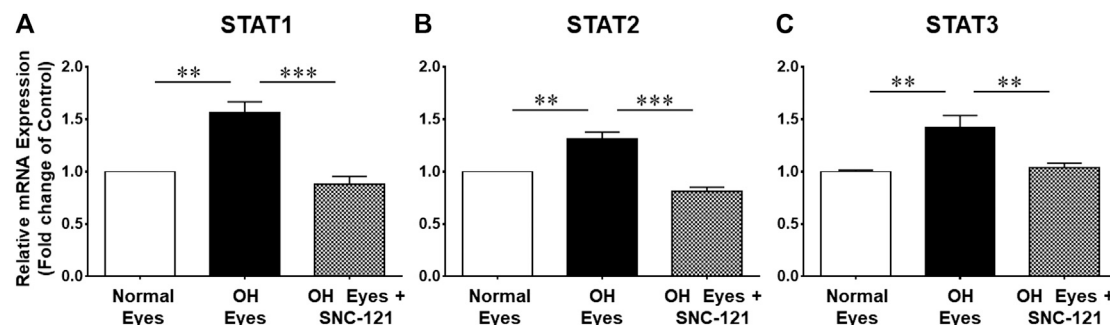 A STAT1
B STAT2
C STAT3
Relative mRNA Expression
(Fold change of Control)
2.0
1.5
1.0
0.5
0.0
** ***
Normal
Eyes
OH
Eyes
OH Eyes +
SNC-121
2.0
1.5
1.0
0.5
0.0
** ***
Normal
Eyes
OH
Eyes
OH Eyes +
SNC-121
2.0
1.5
1.0
0.5
0.0
** **
Normal
Eyes
OH
Eyes
OH Eyes +
SNC-121